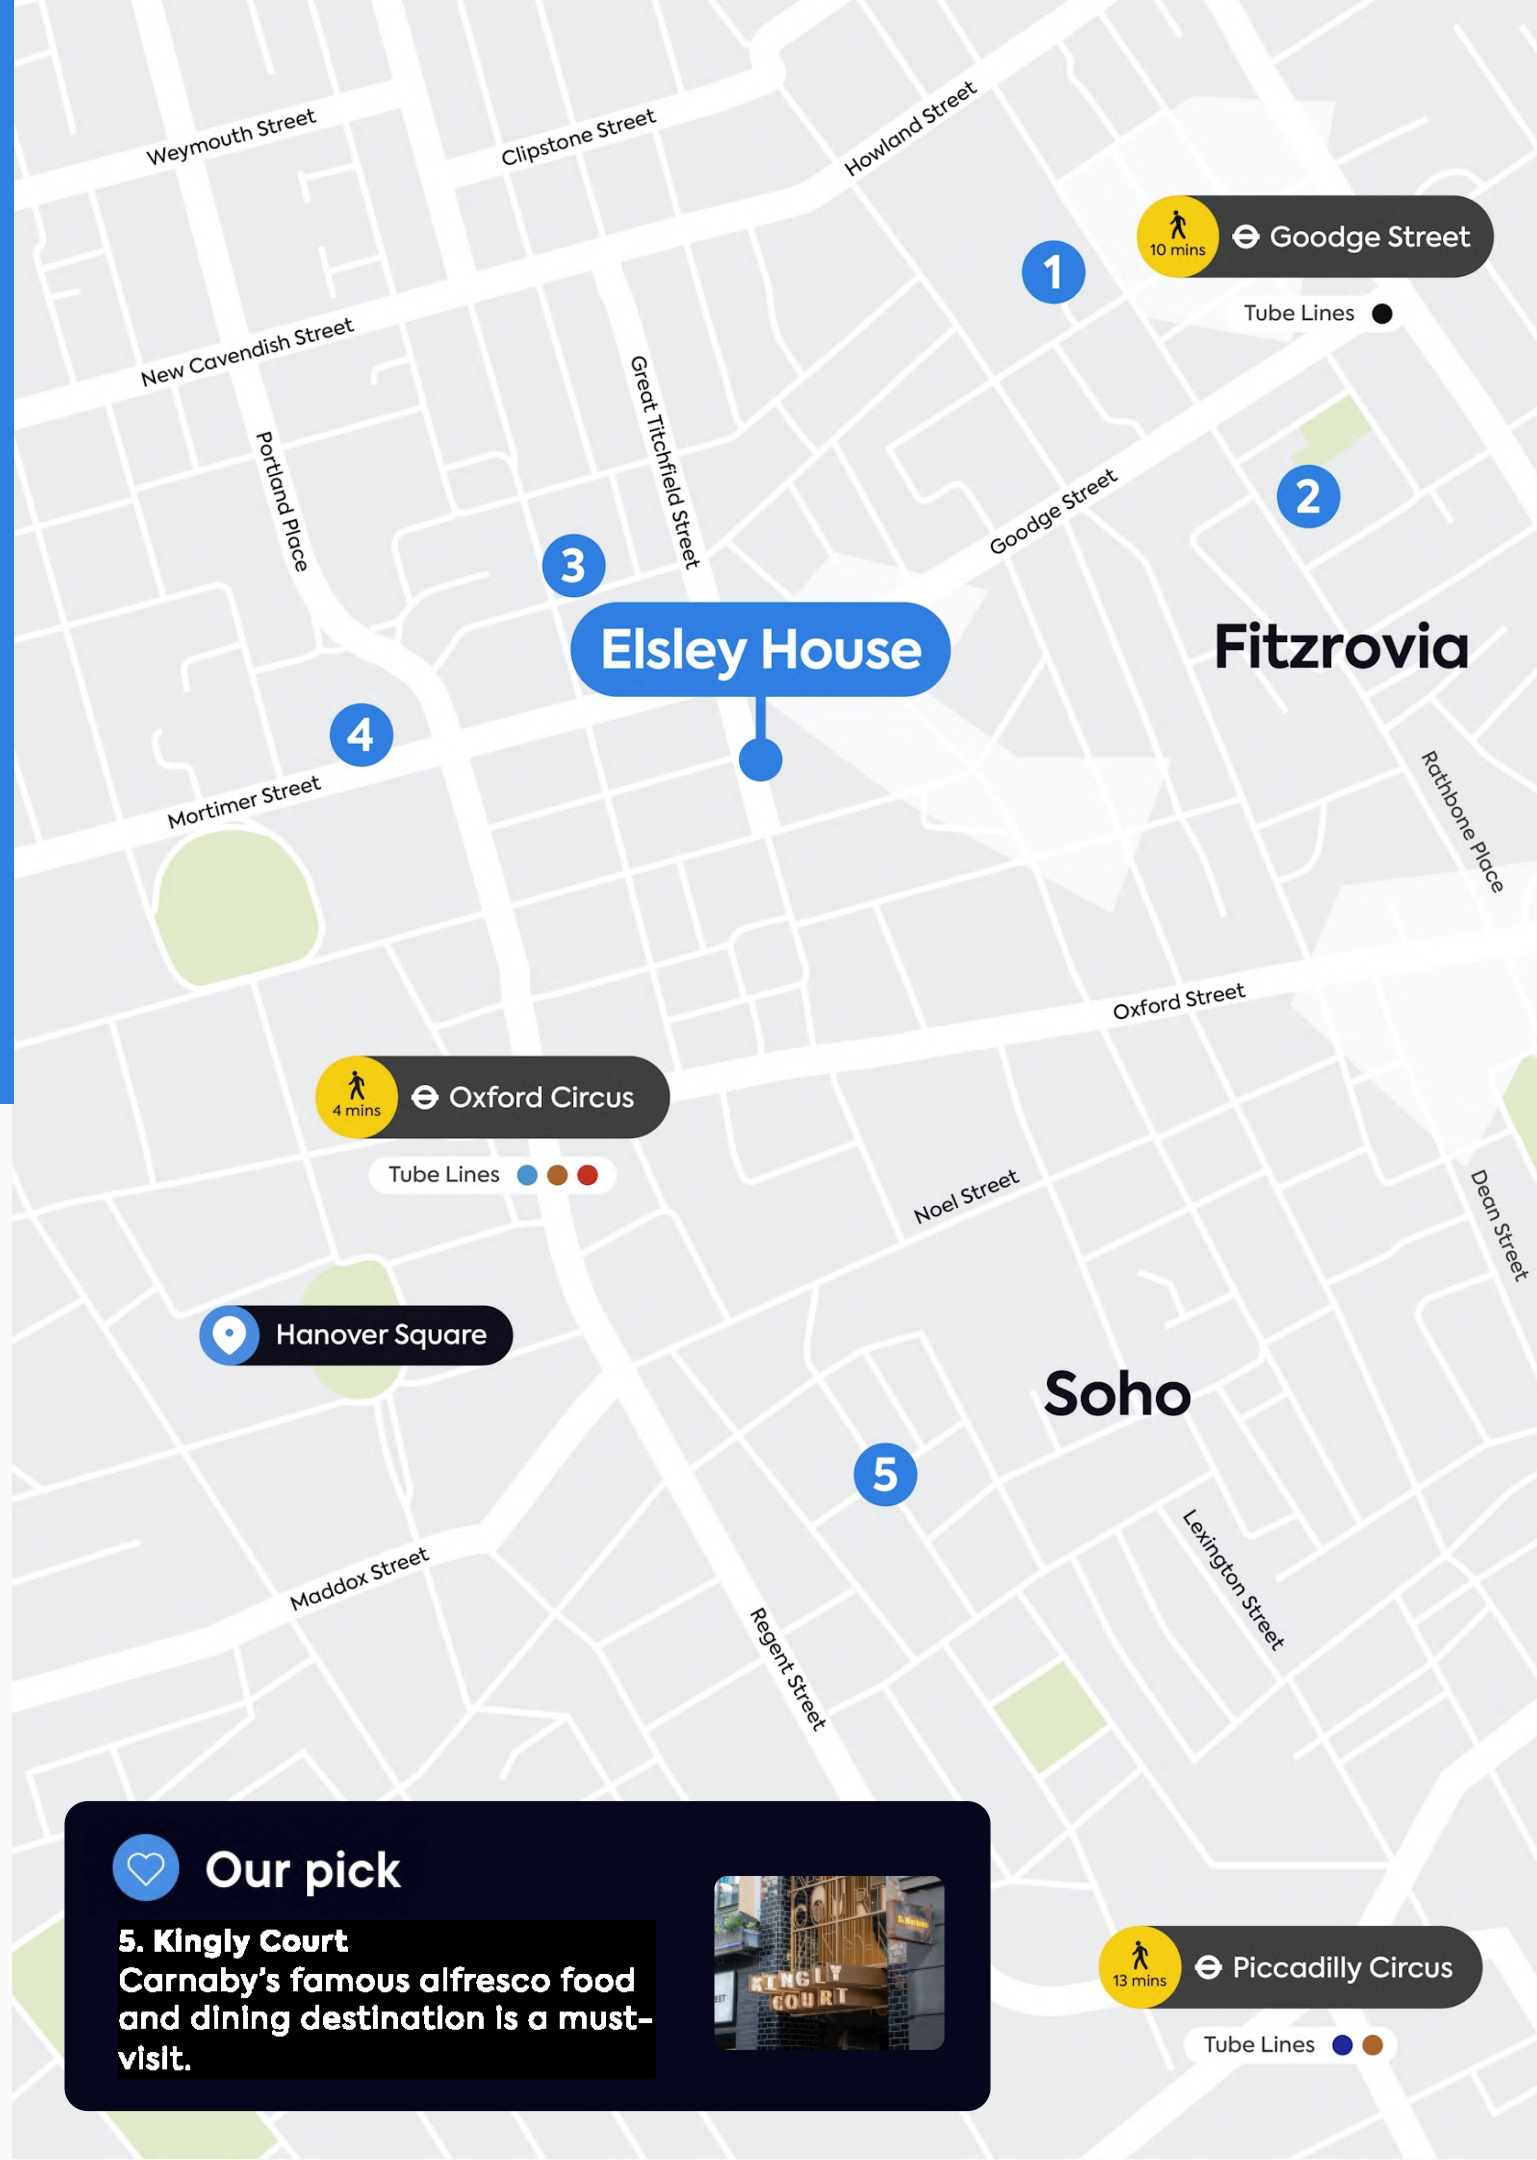 Weymouth Street
Clipstone Street
Howland Street
10 mins
Goodge Street
Tube Lines
1
New Cavendish Street
Great Titchfield Street
Portland Place
Goodge Street
2
3
Elsley House
Fitzrovia
4
Mortimer Street
Rathbone Place
Oxford Street
4 mins
Oxford Circus
Tube Lines
Noel Street
Dean Street
Hanover Square
Soho
5
Lexington Street
Maddox Street
Regent Street
Our pick
5. Kingly Court
Carnaby's famous alfresco food
and dining destination is a must-
visit.
COURT
KINGLY
COURT
13 mins
Piccadilly Circus
Tube Lines